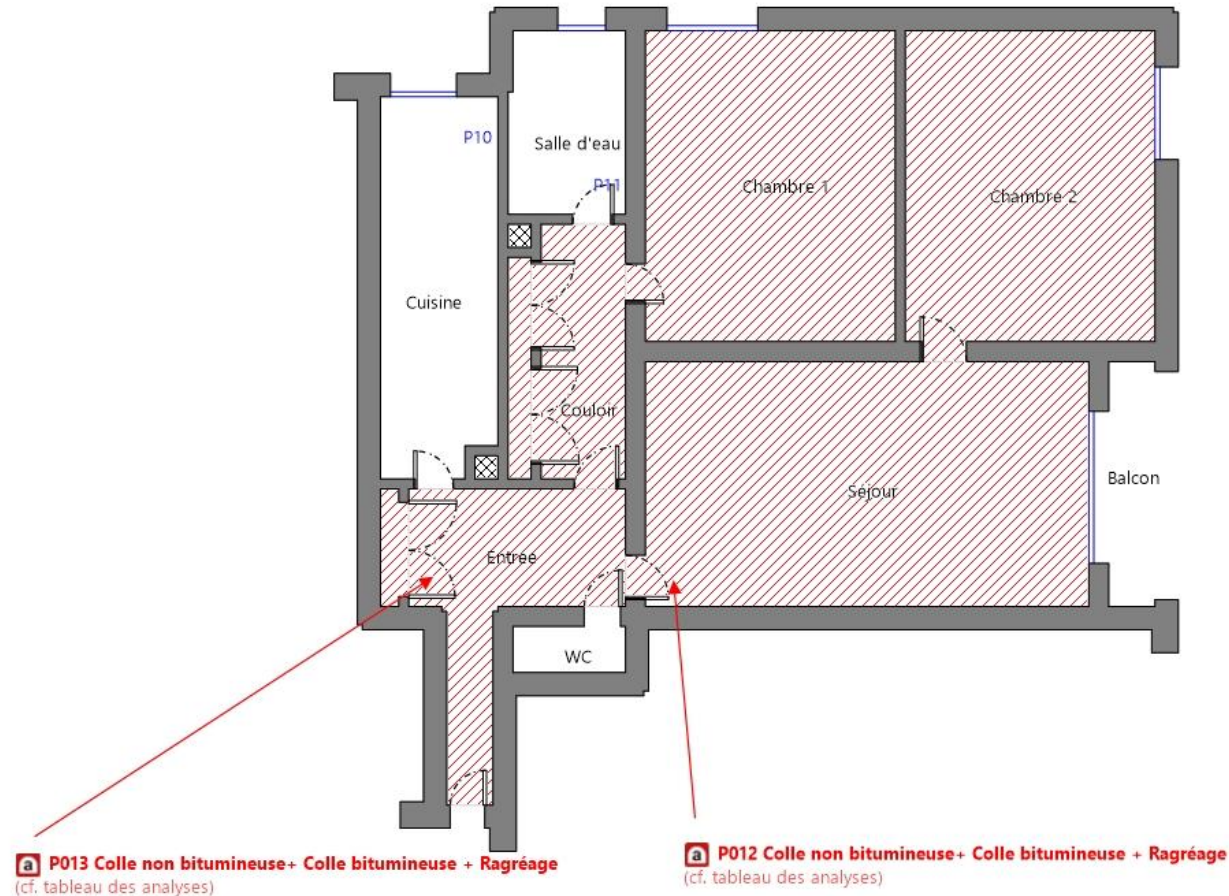 P10
Salle d'eau
P11
Chambre 1
Chambre 2
Cuisine
Couloir
Séjour
Balcon
Entrée
WC
a P013 Colle non bitumineuse+ Colle bitumineuse + Ragréage
(cf. tableau des analyses)
a P012 Colle non bitumineuse+ Colle bitumineuse + Ragréage
(cf. tableau des analyses)